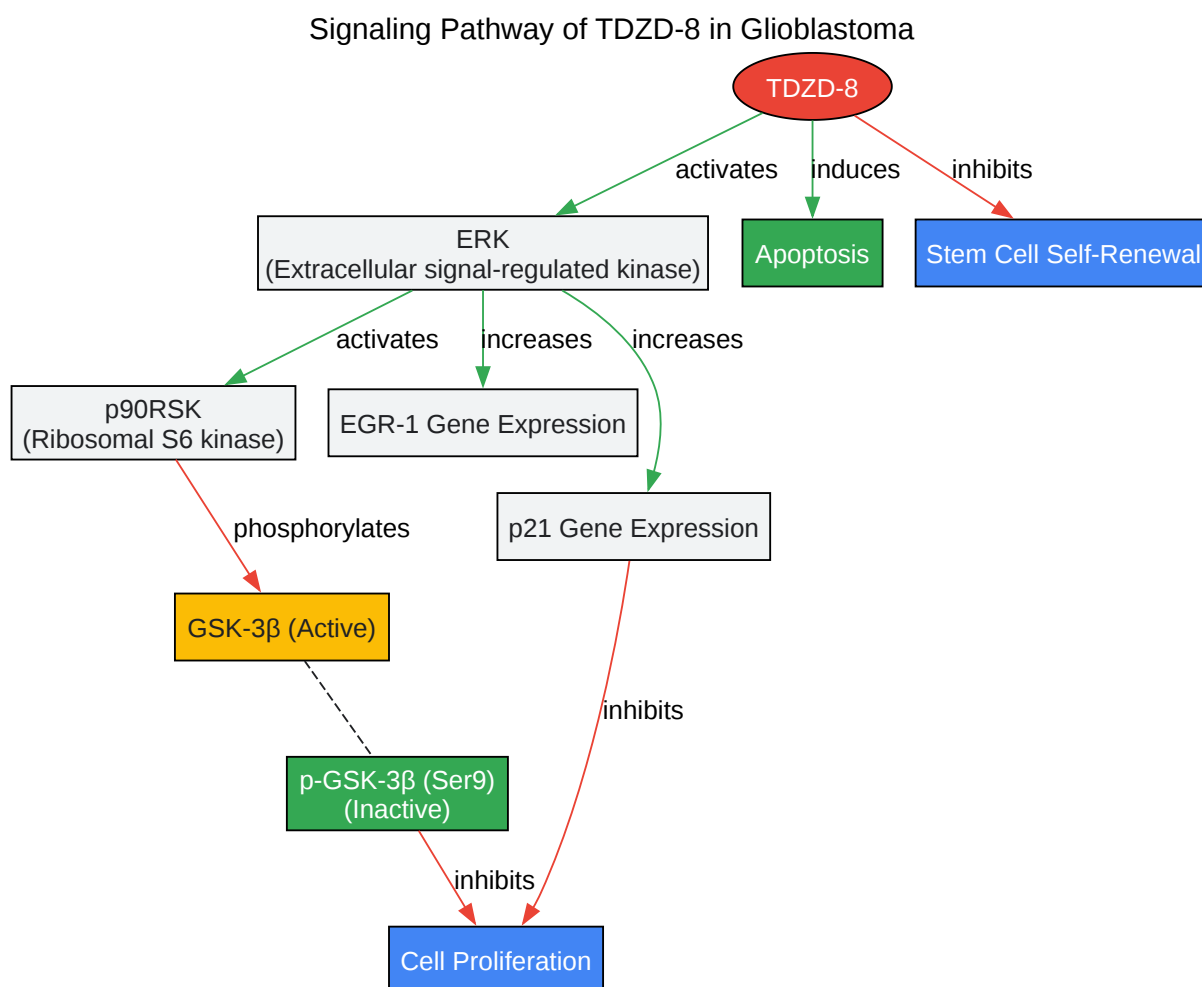 Signaling Pathway of TDZD-8 in Glioblastoma
TDZD-8
activates
induces
inhibits
ERK
(Extracellular signal-regulated kinase)
Apoptosis
Stem Cell Self-Renewal
activates
increases
increases
p90RSK
(Ribosomal S6 kinase)
EGR-1 Gene Expression
phosphorylates
p21 Gene Expression
GSK-3β (Active)
inhibits
p-GSK-3β (Ser9)
(Inactive)
inhibits
Cell Proliferation